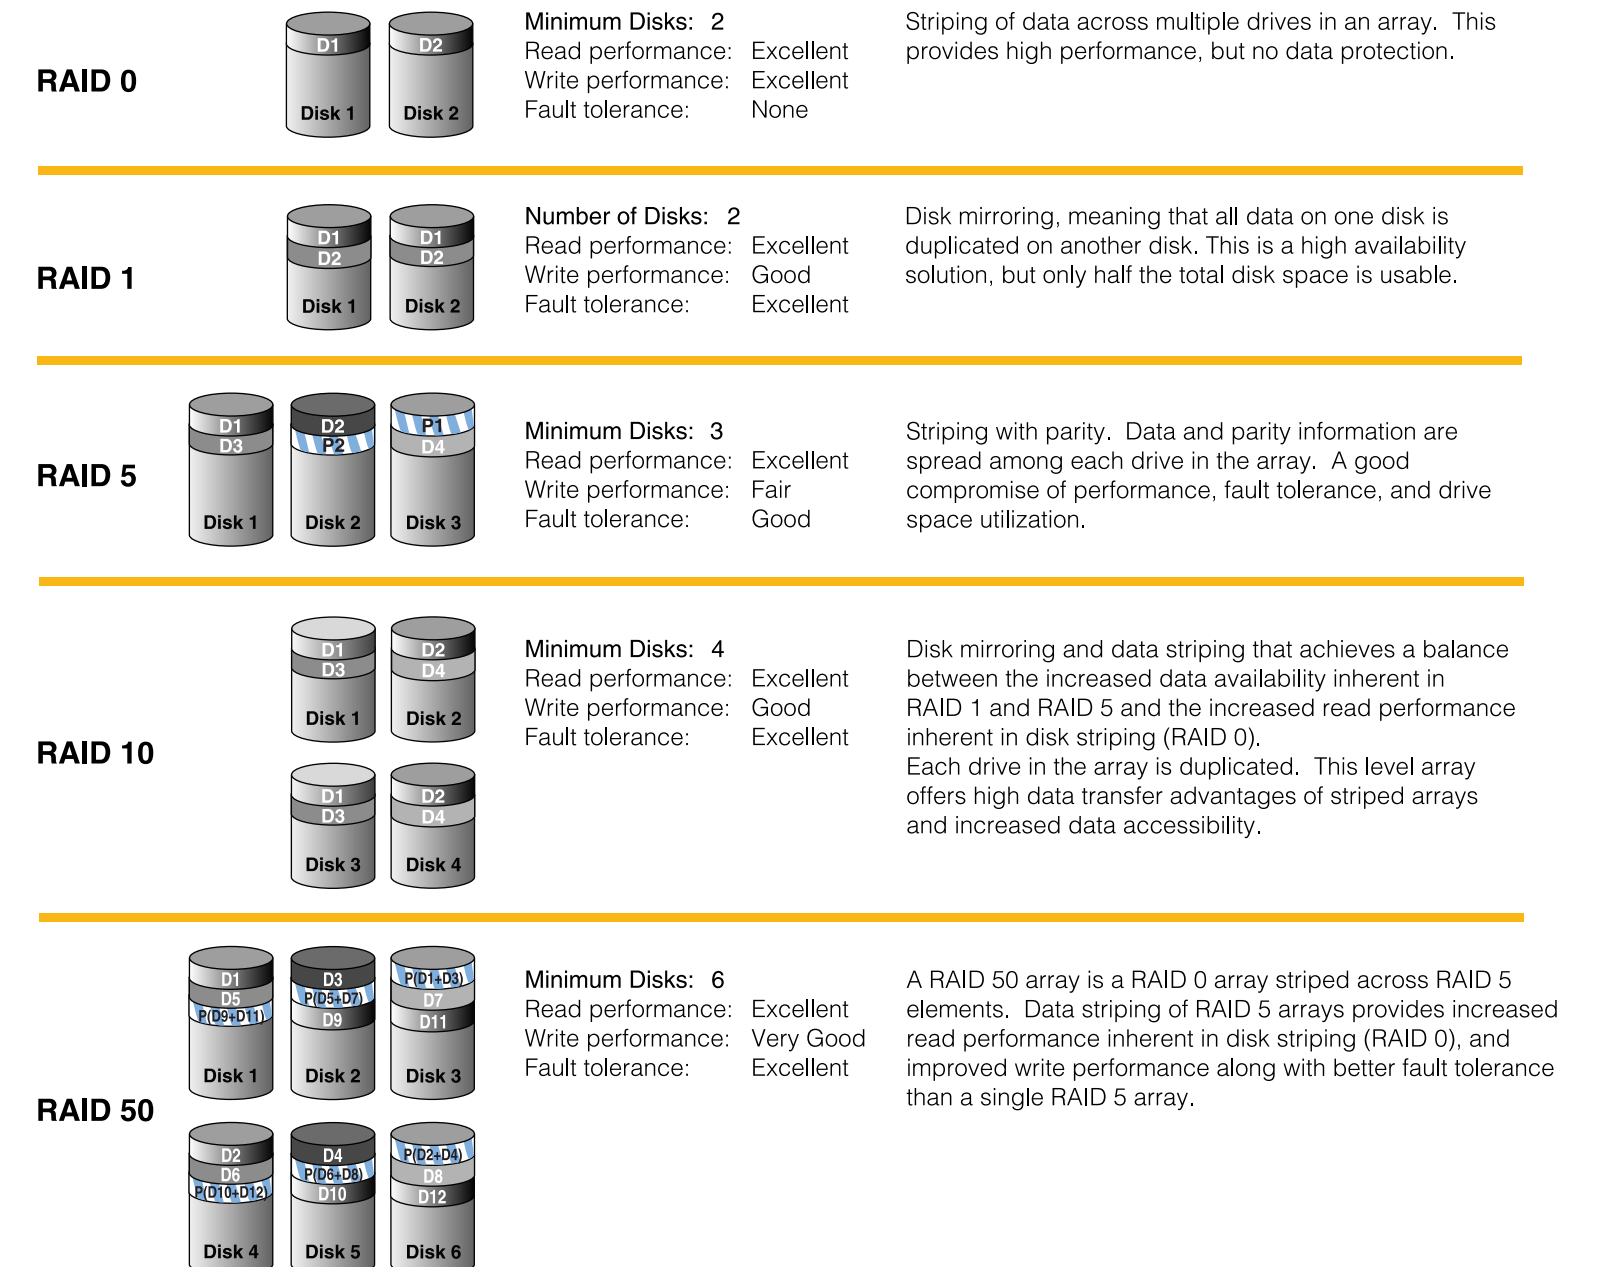 RAID 0
D1
Disk 1
D2
Disk 2
Minimum Disks: 2
Read performance: Excellent
Write performance: Excellent
Fault tolerance: None
Striping of data across multiple drives in an array. This
provides high performance, but no data protection.
RAID 1
D1
D2
Disk 1
D1
D2
Disk 2
Number of Disks: 2
Read performance: Excellent
Write performance: Good
Fault tolerance: Excellent
Disk mirroring, meaning that all data on one disk is
duplicated on another disk. This is a high availability
solution, but only half the total disk space is usable.
RAID 5
D1
D3
Disk 1
D2
P2
Disk 2
P1
D4
Disk 3
Minimum Disks: 3
Read performance: Excellent
Write performance: Fair
Fault tolerance: Good
Striping with parity. Data and parity information are
spread among each drive in the array. A good
compromise of performance, fault tolerance, and drive
space utilization.
RAID 10
D1
D3
Disk 1
D2
D4
Disk 2
D1
D3
Disk 3
D2
D4
Disk 4
Minimum Disks: 4
Read performance: Excellent
Write performance: Good
Fault tolerance: Excellent
Disk mirroring and data striping that achieves a balance
between the increased data availability inherent in
RAID 1 and RAID 5 and the increased read performance
inherent in disk striping (RAID 0).
Each drive in the array is duplicated. This level array
offers high data transfer advantages of striped arrays
and increased data accessibility.
RAID 50
D1
D5
P(D9+D11)
Disk 1
D3
P(D5+D7)
D9
Disk 2
P(D1+D3)
D7
D11
Disk 3
D2
D6
P(D10+D12)
Disk 4
D4
P(D6+D8)
D10
Disk 5
P(D2+D4)
D8
D12
Disk 6
Minimum Disks: 6
Read performance: Excellent
Write performance: Very Good
Fault tolerance: Excellent
A RAID 50 array is a RAID 0 array striped across RAID 5
elements. Data striping of RAID 5 arrays provides increased
read performance inherent in disk striping (RAID 0), and
improved write performance along with better fault tolerance
than a single RAID 5 array.